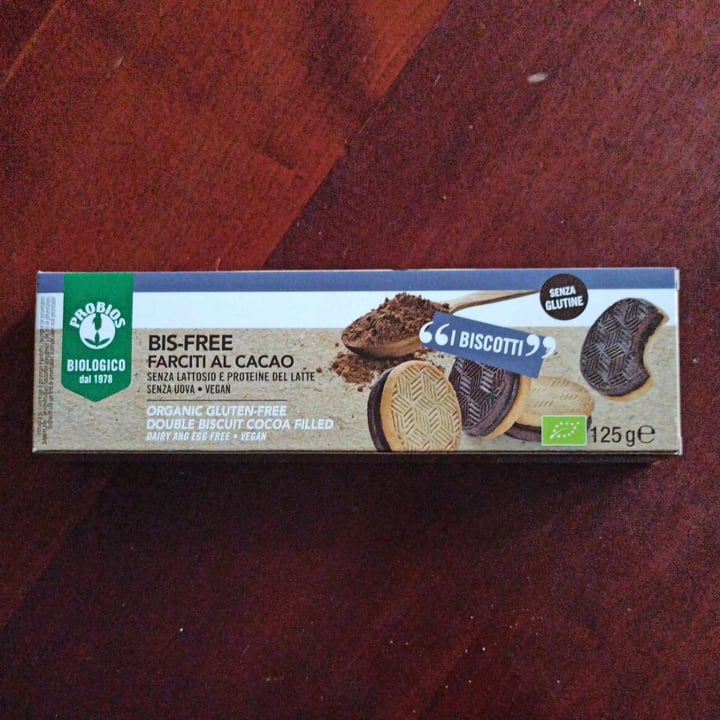 PROBIOS
BIOLOGICO
dal 1978
BIS-FREE
FARCITI AL CACAO
SENZA LATTOSIO E PROTEINE DEL LATTE
SENZA UOVA • VEGAN
ORGANIC GLUTEN-FREE
DOUBLE BISCUIT COCOA FILLED
DAIRY AND EGG FREE • VEGAN
“I BISCOTTI”
SENZA
GLUTINE
125 g℮